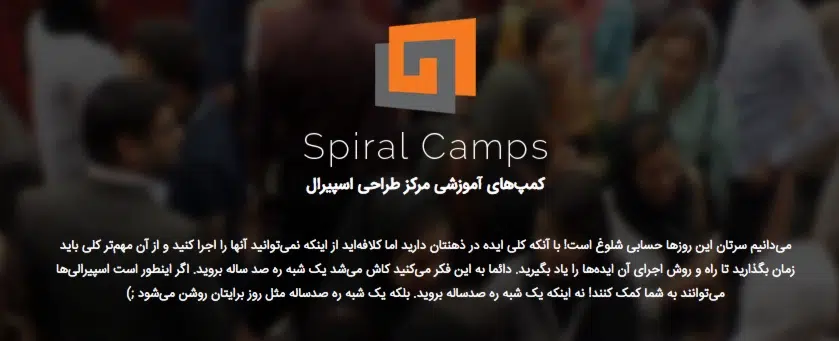 Spiral Camps
کمپ‌های آموزشی مرکز طراحی اسپیرال
می‌دانیم سرتان این روزها حسابی شلوغ است! با آنکه کلی ایده در ذهنتان دارید اما کلافه‌اید از اینکه نمی‌توانید آنها را اجرا کنید و از آن مهم‌تر کلی باید
زمان بگذارید تا راه و روش اجرای آن ایده‌ها را یاد بگیرید. دائما به این فکر می‌کنید کاش می‌شد یک شبه ره صد ساله بروید. اگر اینطور است اسپیرالی‌ها
می‌توانند به شما کمک کنند! نه اینکه یک شبه ره صدساله بروید. بلکه یک شبه ره صدساله مثل روز برایتان روشن می‌شود ;)